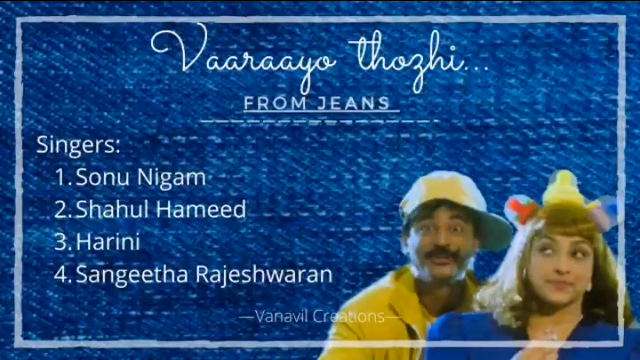 Vaaraayo thozhi...
FROM JEANS
Singers:
1. Sonu Nigam
2. Shahul Hameed
3. Harini
4. Sangeetha Rajeshwaran
—Vanavil Creations—